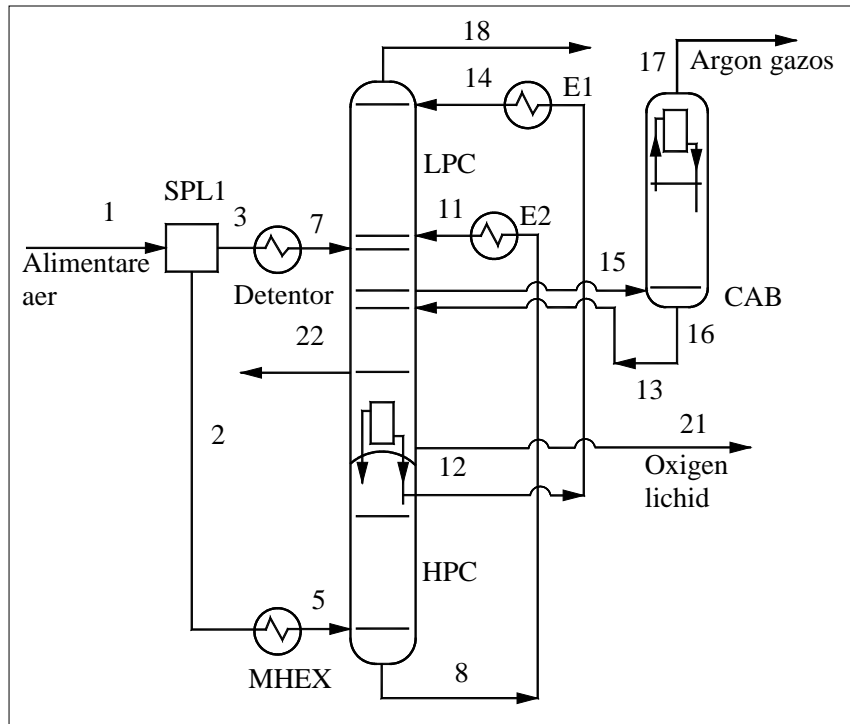 18
17
Argon gazos
14
E1
LPC
SPL1
1
3
7
11
E2
Alimentare
aer
Detentor
15
CAB
22
16
13
2
12
21
Oxigen
lichid
HPC
5
MHEX
8